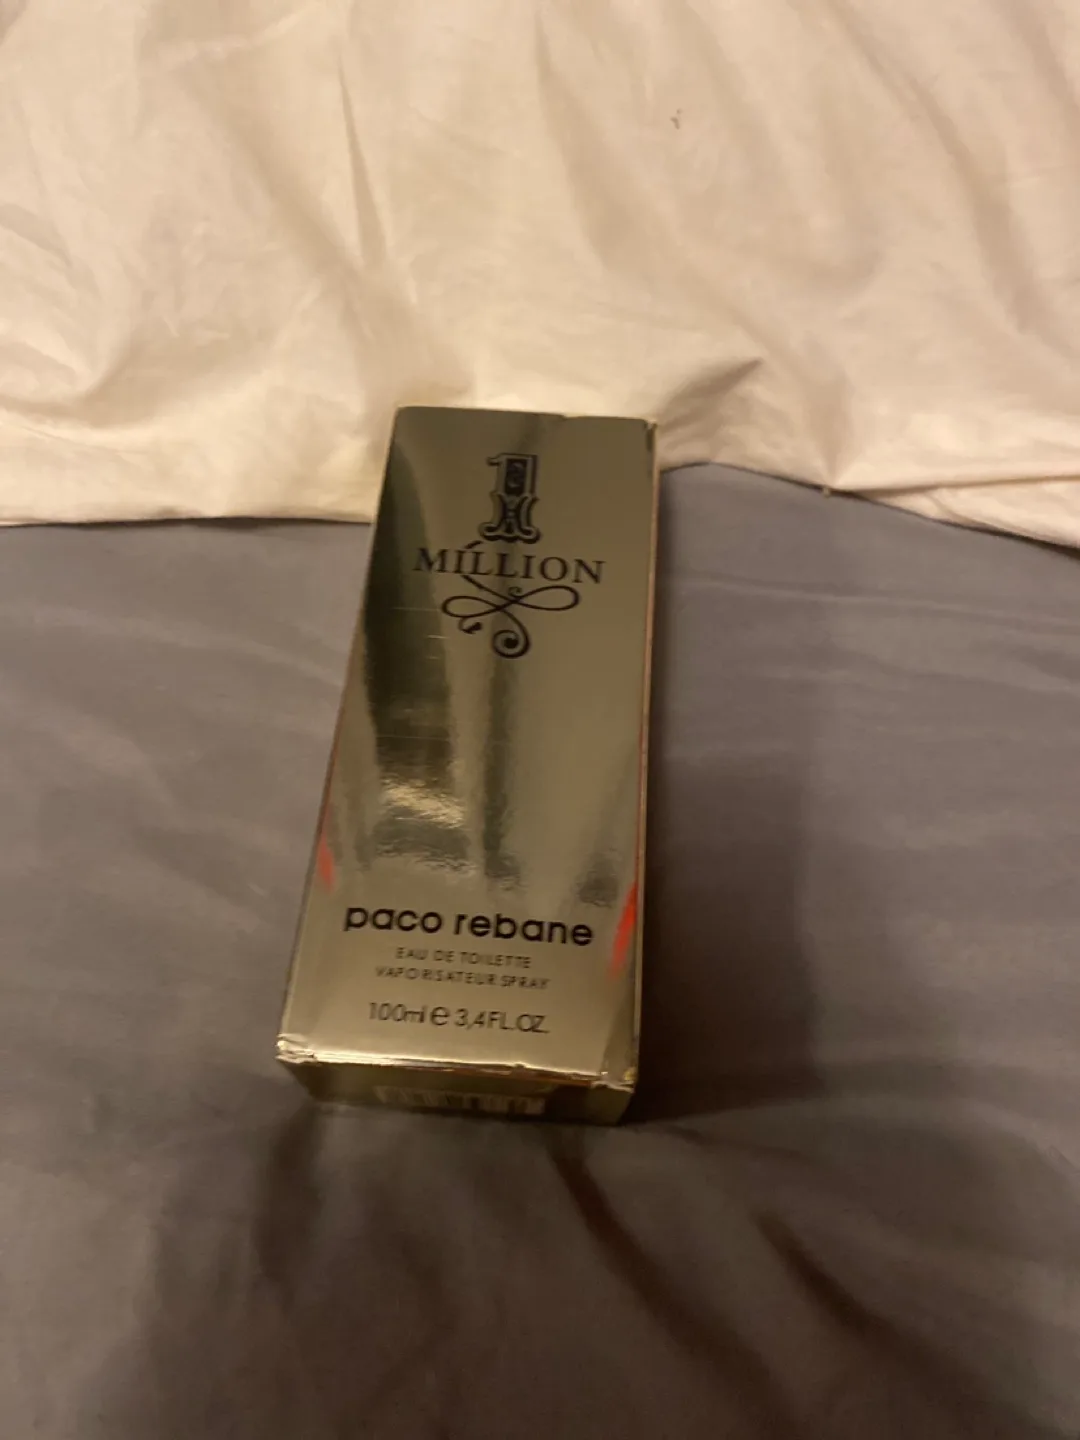 1
MILLION
paco rebane
EAU DE TOILETTE
VAPORISATEUR SPRAY
100ml e 3,4FL.OZ.